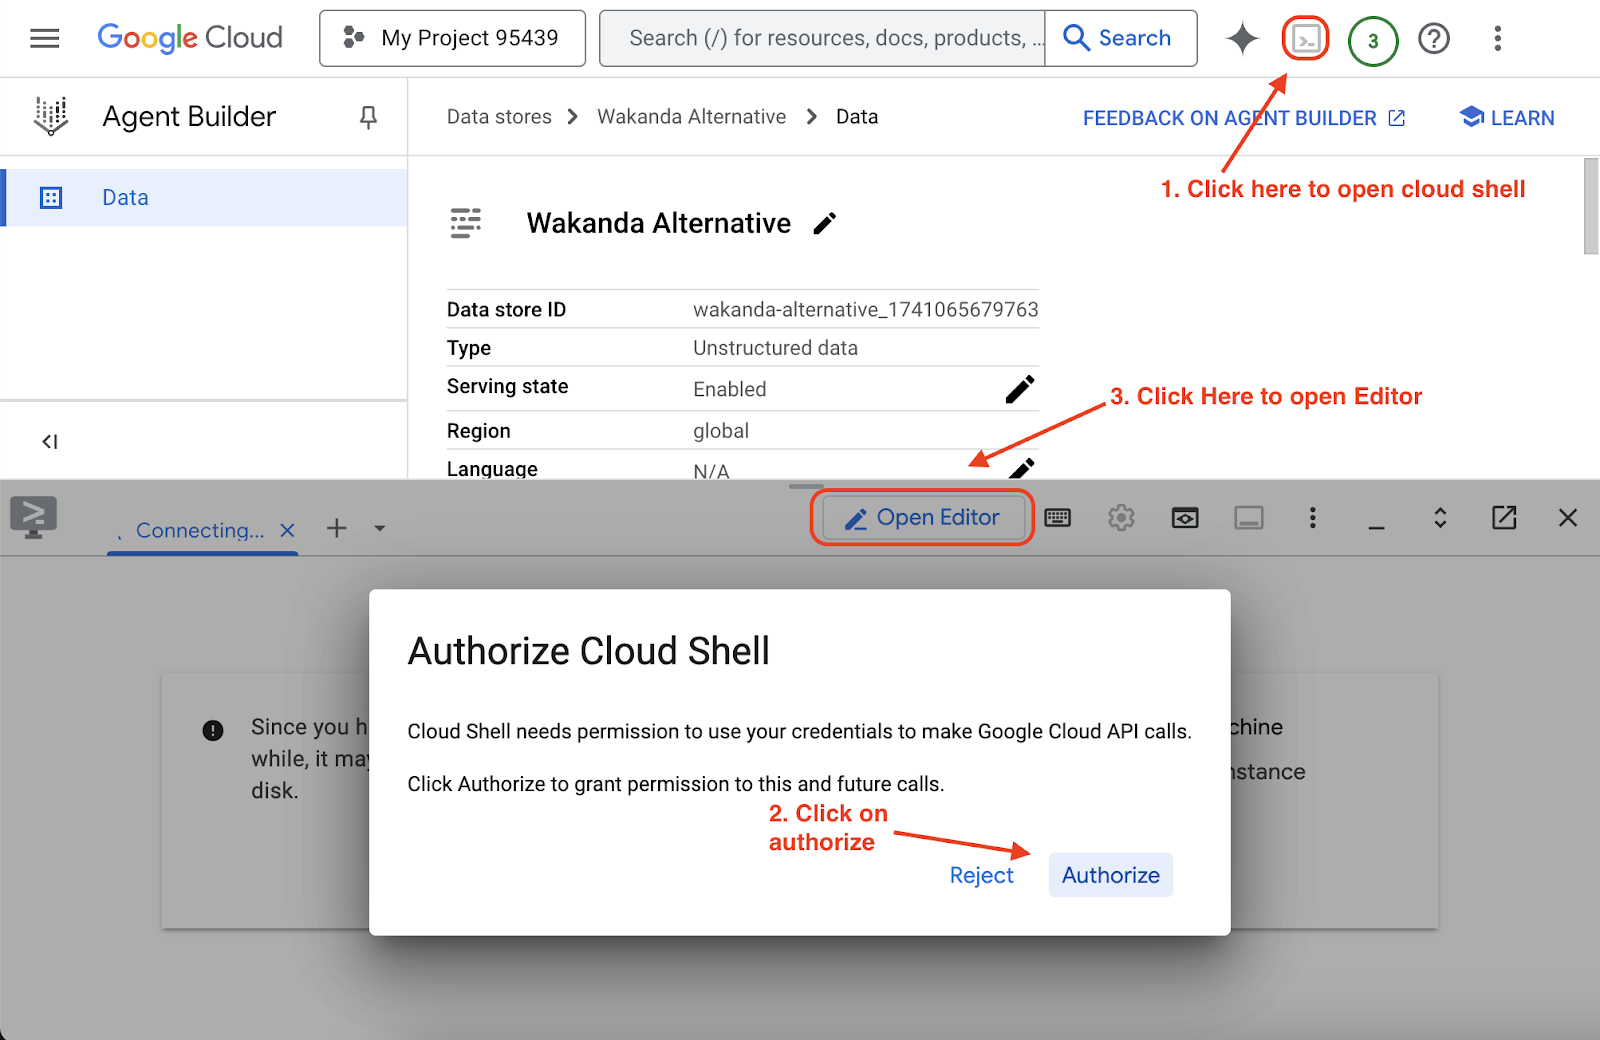 Google Cloud
My Project 95439
Search (/) for resources, docs, products, ...
Search
3
Agent Builder
Data stores
Wakanda Alternative
Data
FEEDBACK ON AGENT BUILDER
LEARN
1. Click here to open cloud shell
Data
Wakanda Alternative
Data store ID wakanda-alternative_1741065679763
Type Unstructured data
Serving state Enabled
3. Click Here to open Editor
Region global
Language N/A
Connecting...
Open Editor
Authorize Cloud Shell
Since you h
while, it may
disk.
Cloud Shell needs permission to use your credentials to make Google Cloud API calls.
chine
nstance
Click Authorize to grant permission to this and future calls.
2. Click on
authorize
Reject
Authorize